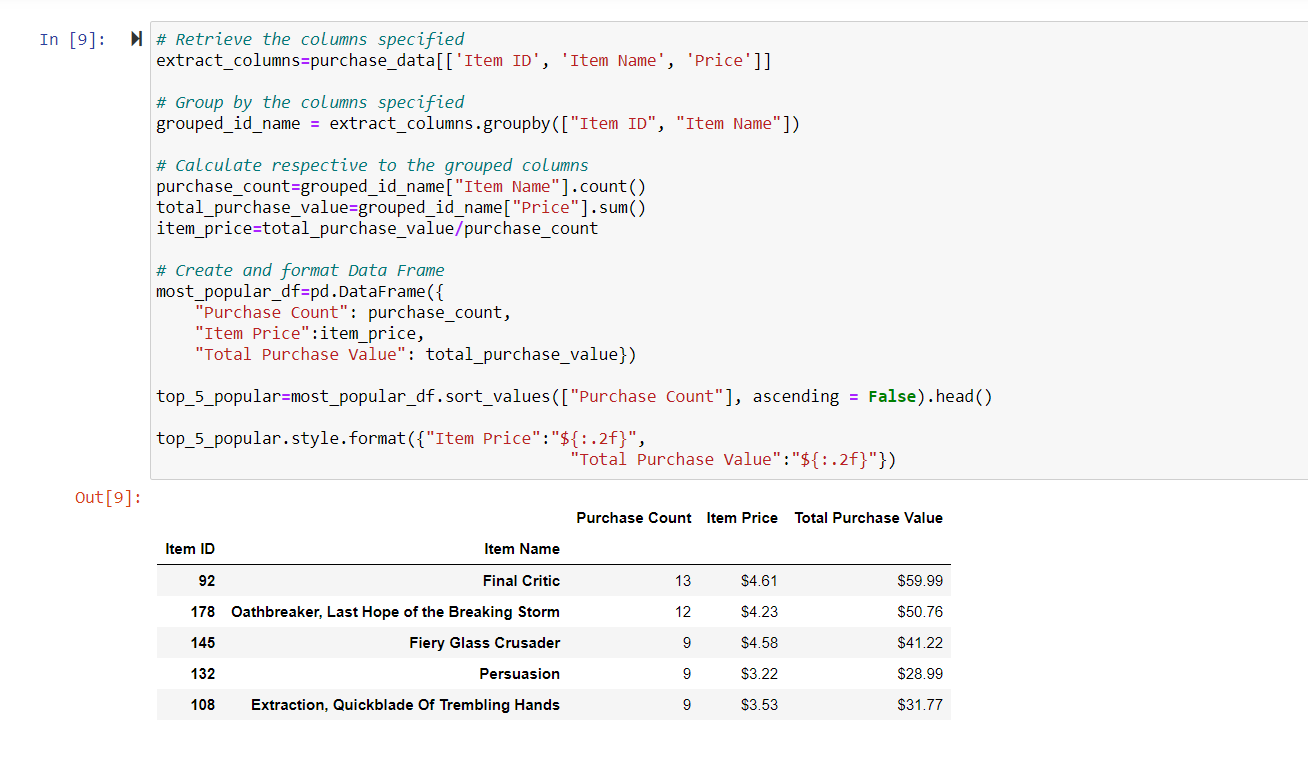 In [9]:
# Retrieve the columns specified
extract_columns=purchase_data[['Item ID', 'Item Name', 'Price']]
# Group by the columns specified
grouped_id_name = extract_columns.groupby(["Item ID", "Item Name"])
# Calculate respective to the grouped columns
purchase_count=grouped_id_name["Item Name"].count()
total_purchase_value=grouped_id_name["Price"].sum()
item_price=total_purchase_value/purchase_count
# Create and format Data Frame
most_popular_df=pd.DataFrame({
    "Purchase Count": purchase_count,
    "Item Price":item_price,
    "Total Purchase Value": total_purchase_value})
top_5_popular=most_popular_df.sort_values(["Purchase Count"], ascending = False).head()
top_5_popular.style.format({"Item Price":"${:.2f}",
                                           "Total Purchase Value":"${:.2f}"})
Out[9]:
Purchase Count Item Price Total Purchase Value
Item ID Item Name
92 Final Critic 13 $4.61 $59.99
178 Oathbreaker, Last Hope of the Breaking Storm 12 $4.23 $50.76
145 Fiery Glass Crusader 9 $4.58 $41.22
132 Persuasion 9 $3.22 $28.99
108 Extraction, Quickblade Of Trembling Hands 9 $3.53 $31.77